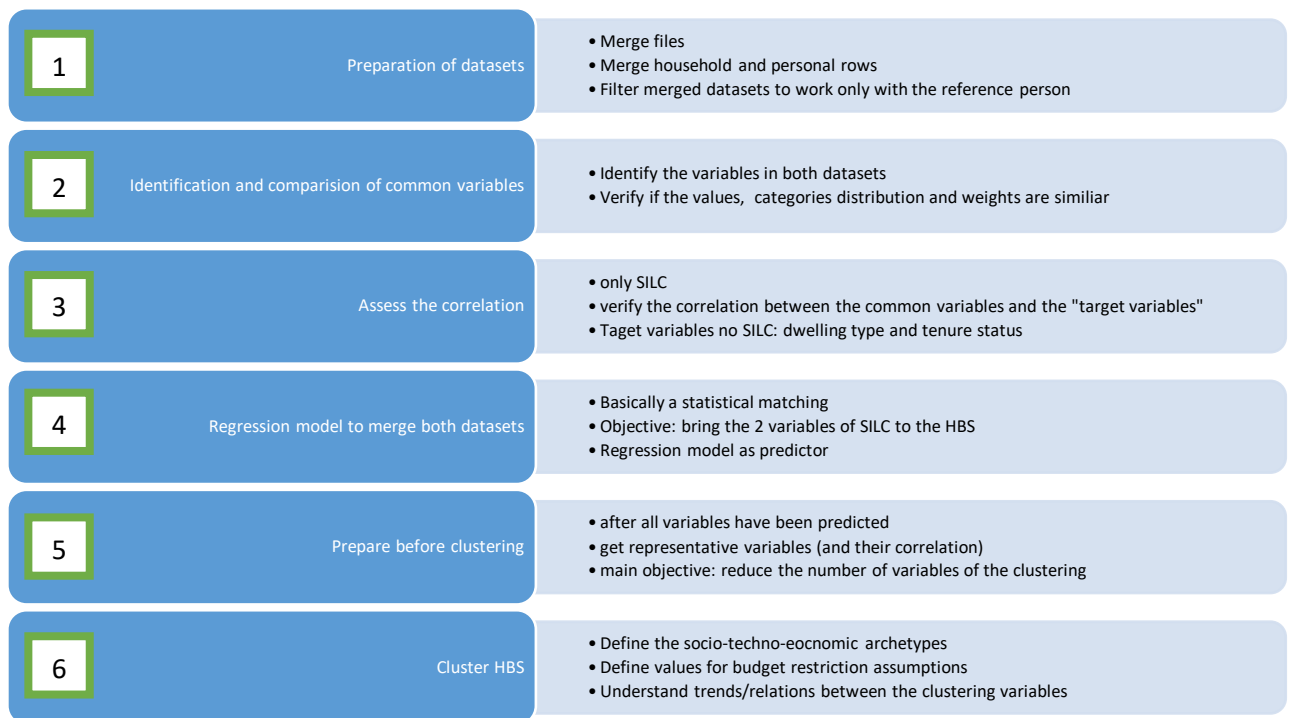 1
Preparation of datasets
• Merge files
• Merge household and personal rows
• Filter merged datasets to work only with the reference person
2
Identification and comparision of common variables
• Identify the variables in both datasets
• Verify if the values, categories distribution and weights are similiar
3
Assess the correlation
• only SILC
• verify the correlation between the common variables and the "target variables"
• Taget variables no SILC: dwelling type and tenure status
4
Regression model to merge both datasets
• Basically a statistical matching
• Objective: bring the 2 variables of SILC to the HBS
• Regression model as predictor
5
Prepare before clustering
• after all variables have been predicted
• get representative variables (and their correlation)
• main objective: reduce the number of variables of the clustering
6
Cluster HBS
• Define the socio-techno-eocnomic archetypes
• Define values for budget restriction assumptions
• Understand trends/relations between the clustering variables